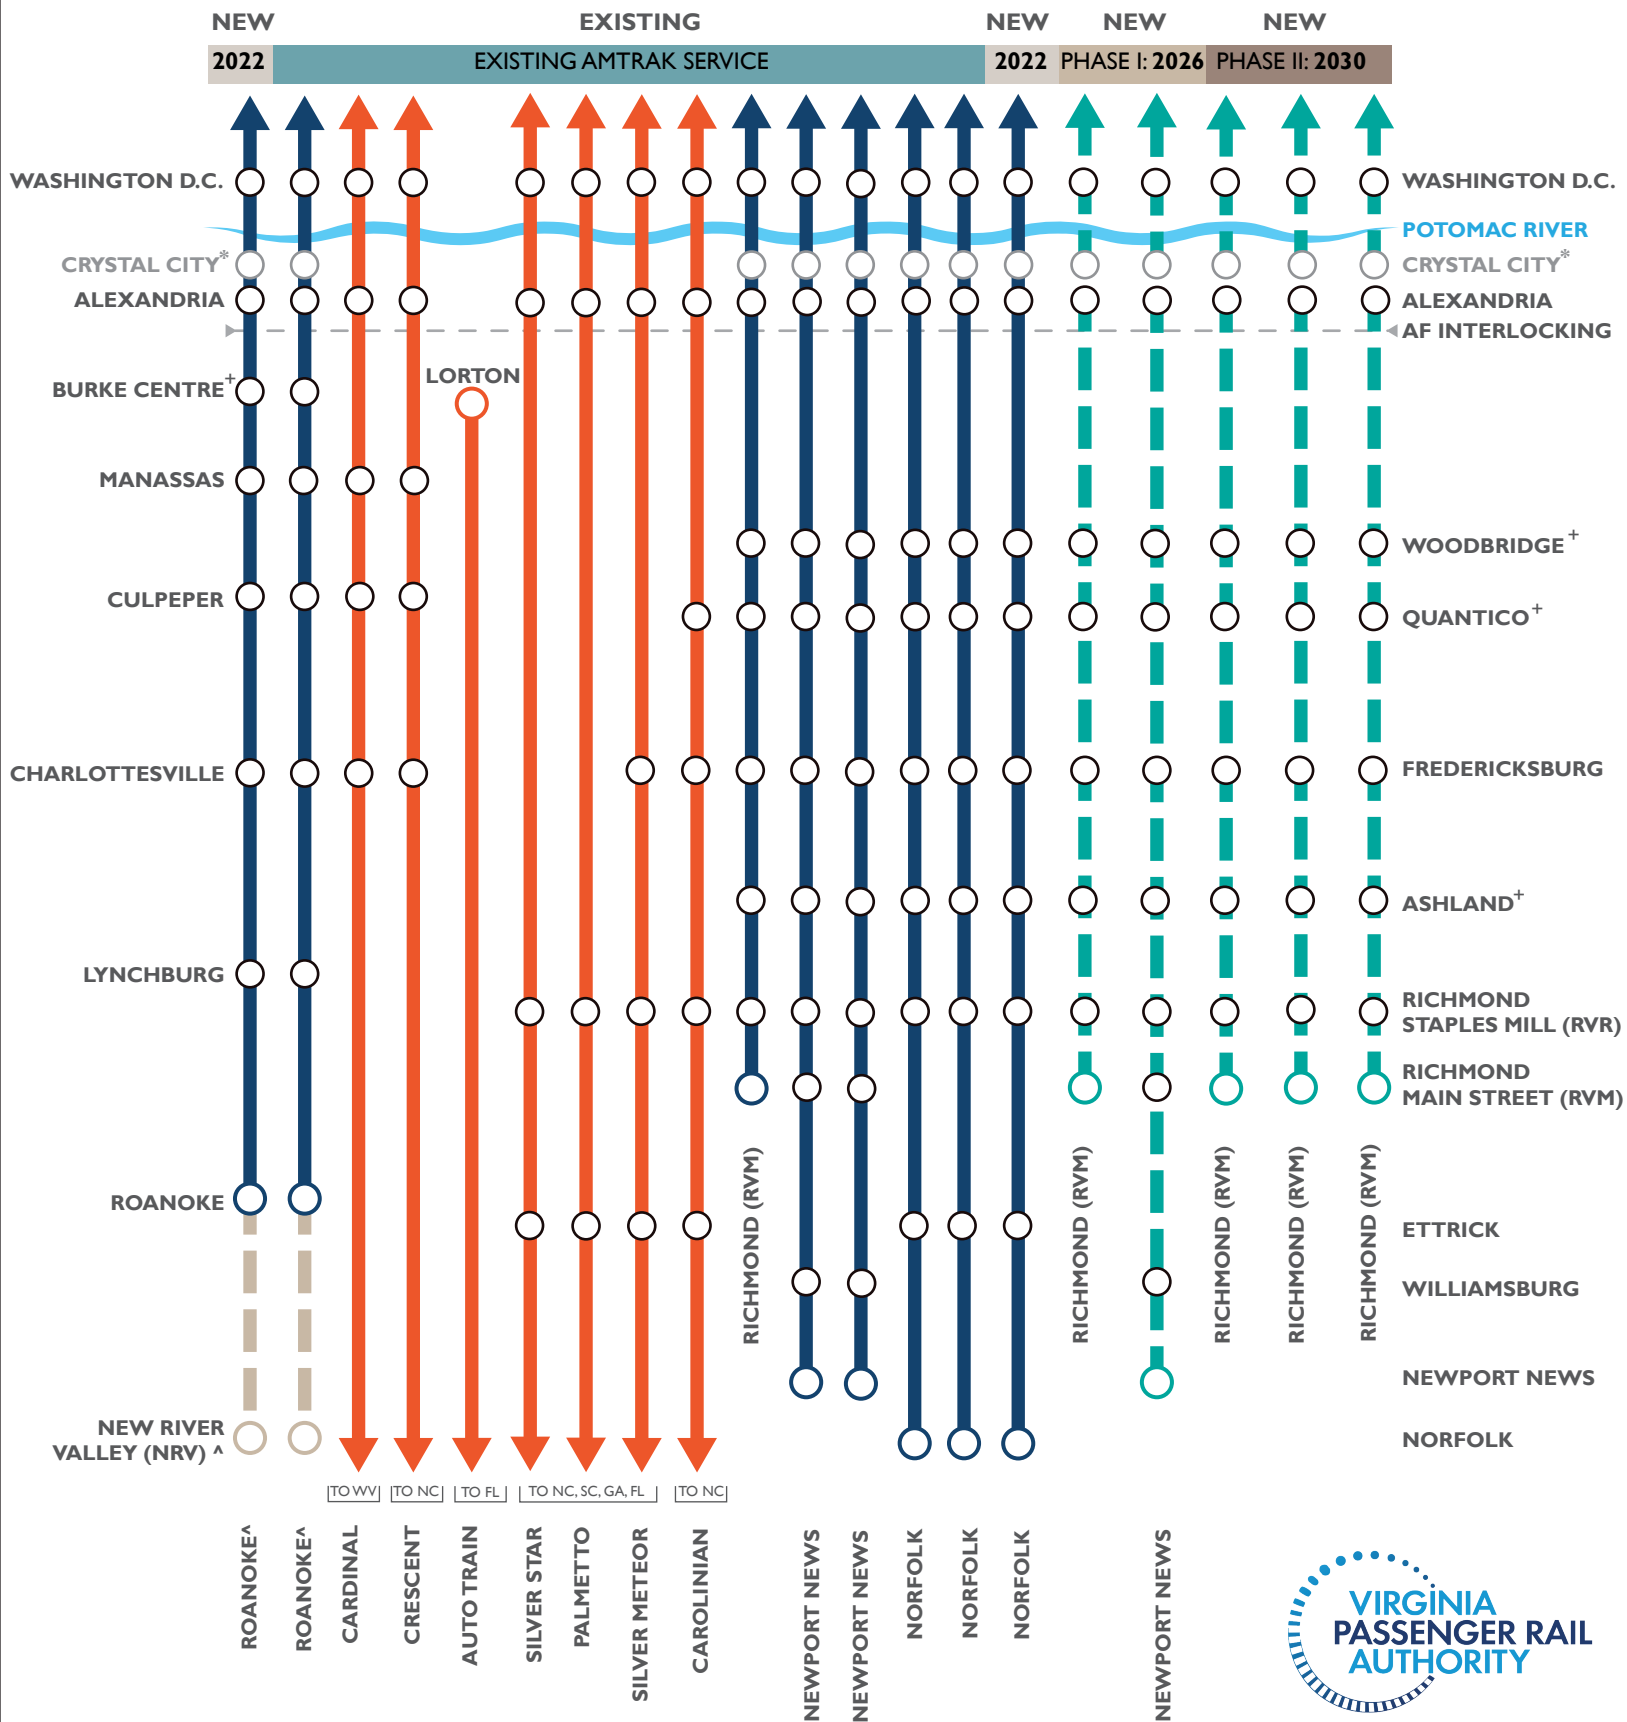 NEW EXISTING NEW NEW NEW
2022 EXISTING AMTRAK SERVICE 2022 PHASE I: 2026 PHASE II: 2030
WASHINGTON D.C. WASHINGTON D.C.
POTOMAC RIVER
CRYSTAL CITY* CRYSTAL CITY*
ALEXANDRIA ALEXANDRIA
AF INTERLOCKING
LORTON
BURKE CENTRE+
MANASSAS
WOODBRIDGE+
CULPEPER
QUANTICO+
CHARLOTTESVILLE FREDERICKSBURG
ASHLAND+
LYNCHBURG
RICHMOND
STAPLES MILL (RVR)
RICHMOND
MAIN STREET (RVM)
RICHMOND (RVM)
RICHMOND (RVM)
RICHMOND (RVM)
RICHMOND (RVM)
RICHMOND (RVM)
ROANOKE
ETTRICK
WILLIAMSBURG
NEWPORT NEWS
NEW RIVER
VALLEY (NRV) ^
NORFOLK
TO WV TO NC TO FL TO NC, SC, GA, FL TO NC
ROANOKE^
ROANOKE^
CARDINAL
CRESCENT
AUTO TRAIN
SILVER STAR
PALMETTO
SILVER METEOR
CAROLINIAN
NEWPORT NEWS
NEWPORT NEWS
NORFOLK
NORFOLK
NORFOLK
NEWPORT NEWS
VIRGINIA
PASSENGER RAIL
AUTHORITY